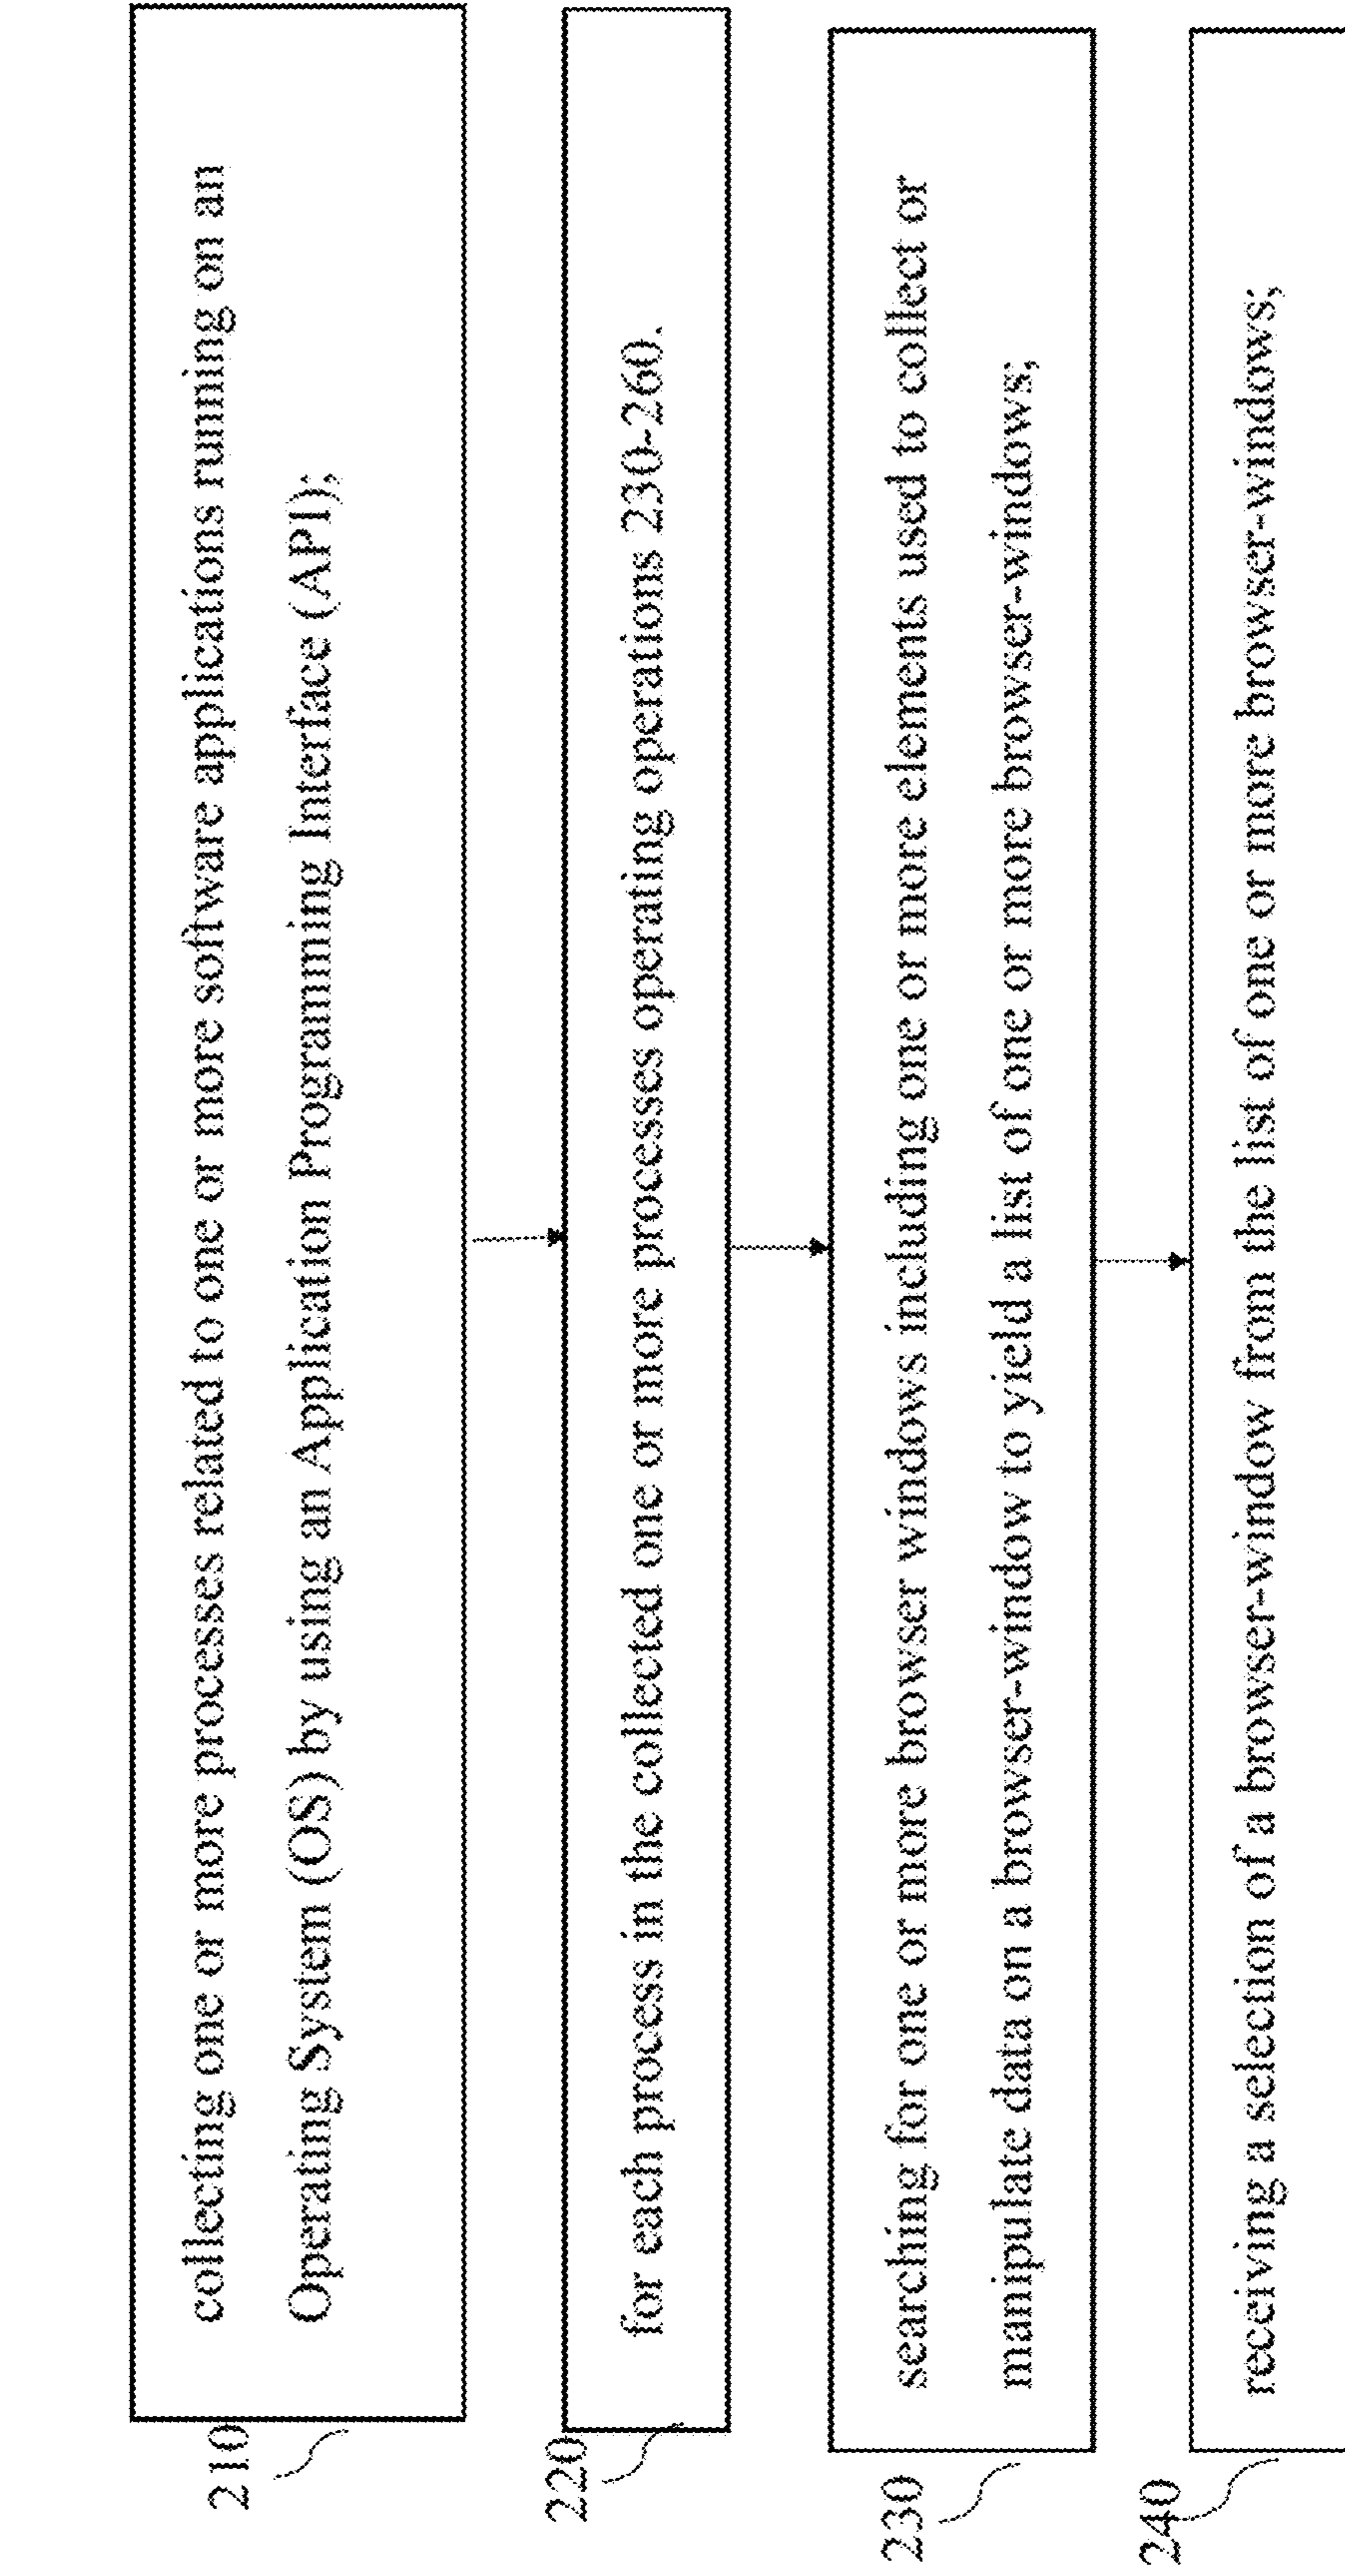 210
collecting one or more processes related to one or more software applications running on an
Operating System (OS) by using an Application Programming Interface (API);
220
for each process in the collected one or more processes operating operations 230-260.
230
searching for one or more browser windows including one or more elements used to collect or
manipulate data on a browser-window to yield a list of one or more browser-windows;
240
receiving a selection of a browser-window from the list of one or more browser-windows;